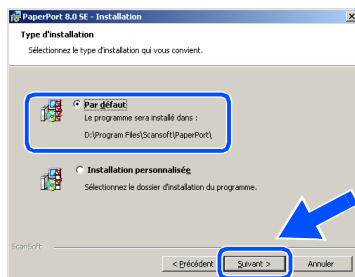 PaperPort 8.0 SE - Installation
Type d'installation
Sélectionnez le type d'installation qui vous convient.
Par défaut
Le programme sera installé dans :
D:\Program Files\Scansoft\PaperPort\
Installation personnalisée
Sélectionnez le dossier d'installation du programme.
ScanSoft
< Précédent Suivant > Annuler